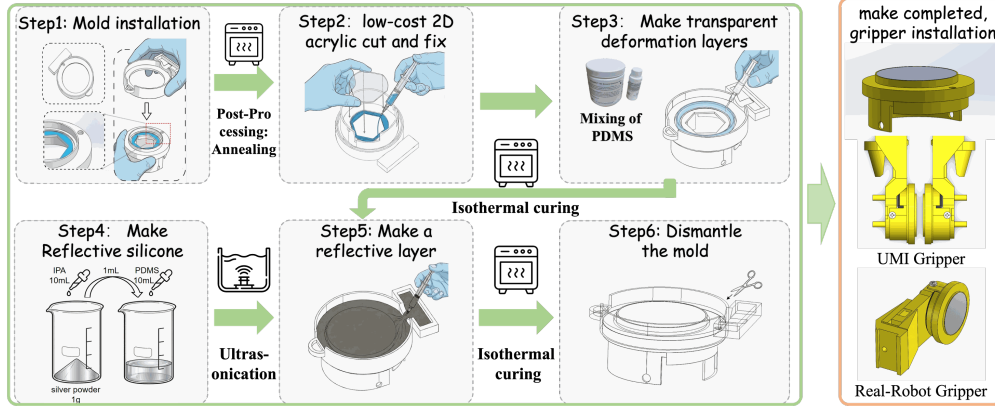 Step1: Mold installation
Post-Pro
cessing:
Annealing
Step2: low-cost 2D
acrylic cut and fix
Step3: Make transparent
deformation layers
Mixing of
PDMS
Isothermal curing
Step4: Make
Reflective silicone
IPA
10mL
1mL
PDMS
10mL
silver powder
1g
Ultras-
onication
Step5: Make a
reflective layer
Isothermal
curing
Step6: Dismantle
the mold
make completed,
gripper installation
UMI Gripper
Real-Robot Gripper